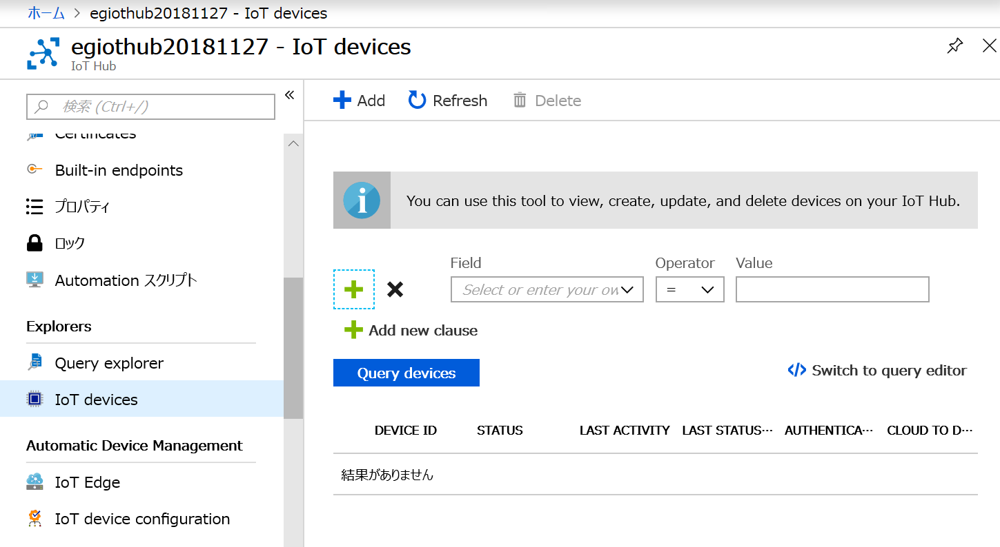 ホーム > egiothub20181127 - IoT devices
egiothub20181127 - IoT devices
IoT Hub
検索 (Ctrl+/)
Certificates
Built-in endpoints
プロパティ
ロック
Automation スクリプト
Explorers
Query explorer
IoT devices
Automatic Device Management
IoT Edge
IoT device configuration
Add Refresh Delete
You can use this tool to view, create, update, and delete devices on your IoT Hub.
Field Operator Value
Select or enter your ow =
Add new clause
Query devices
Switch to query editor
DEVICE ID STATUS LAST ACTIVITY LAST STATUS··· AUTHENTICA··· CLOUD TO D···
結果がありません